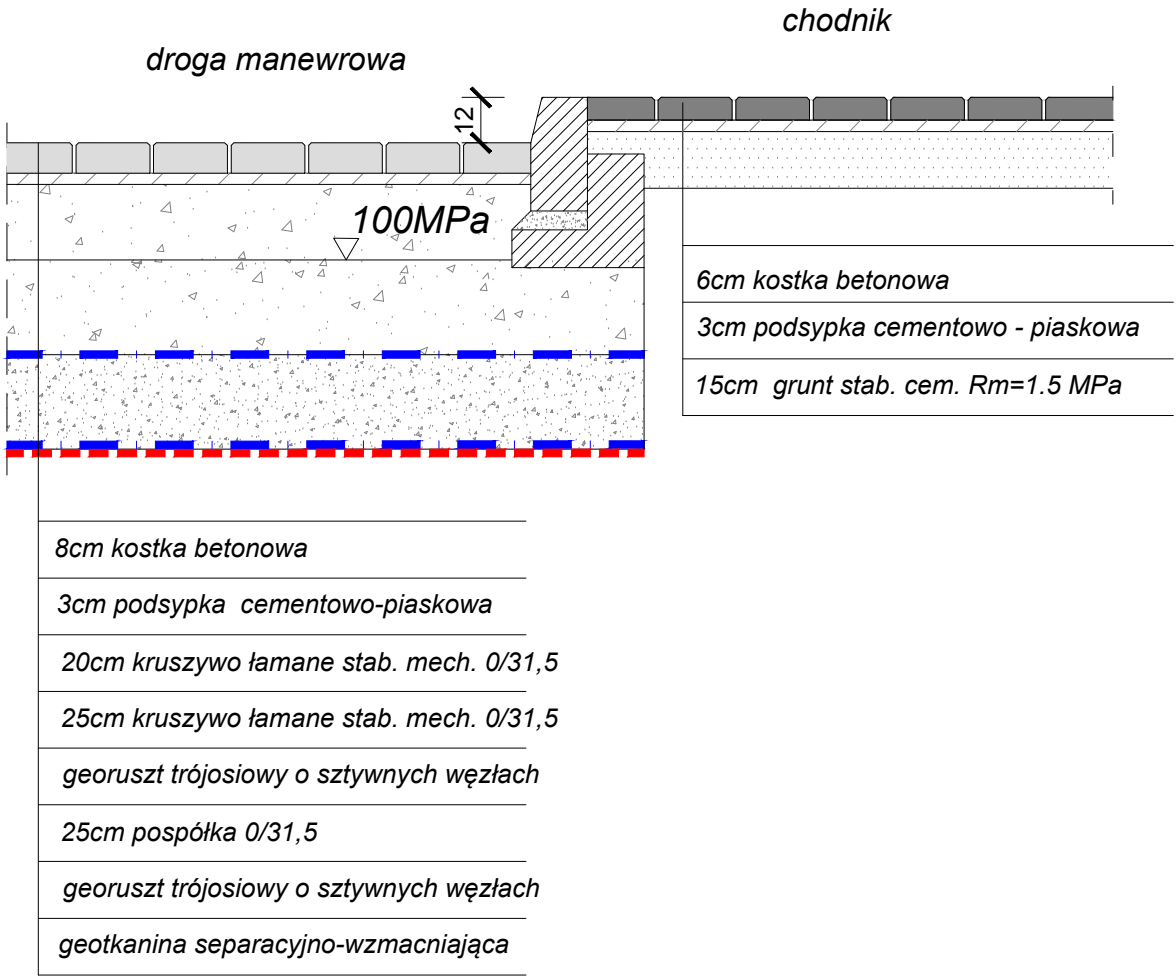 chodnik
droga manewrowa
12
100MPa
6cm kostka betonowa
3cm podsypka cementowo - piaskowa
15cm grunt stab. cem. Rm=1.5 MPa
8cm kostka betonowa
3cm podsypka cementowo-piaskowa
20cm kruszywo łamane stab. mech. 0/31,5
25cm kruszywo łamane stab. mech. 0/31,5
georuszt trójosiowy o sztywnych węzłach
25cm pospółka 0/31,5
georuszt trójosiowy o sztywnych węzłach
geotkanina separacyjno-wzmacniająca